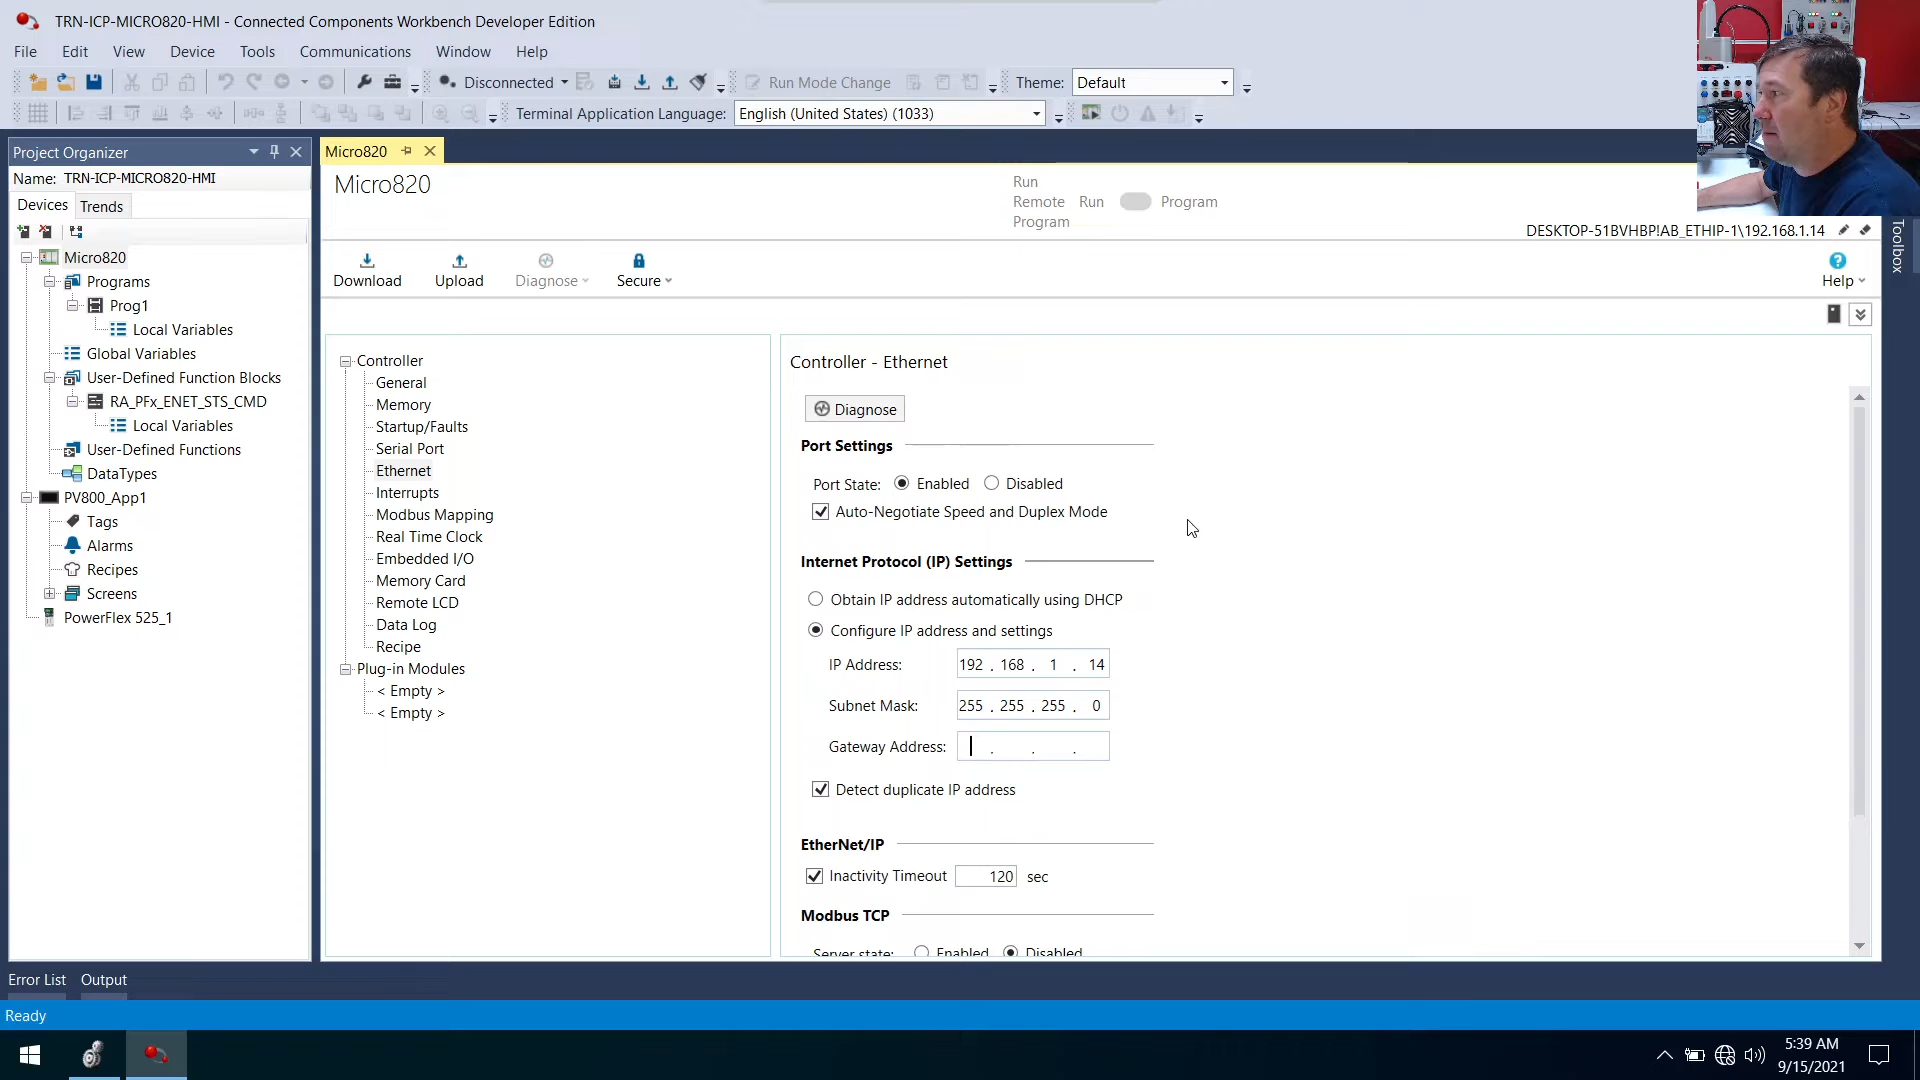 TRN-ICP-MICRO820-HMI - Connected Components Workbench Developer Edition
File Edit View Device Tools Communications Window Help
Disconnected Run Mode Change Theme: Default
Terminal Application Language: English (United States) (1033)
Project Organizer
Name: TRN-ICP-MICRO820-HMI
Devices Trends
Micro820
Programs
Prog1
Local Variables
Global Variables
User-Defined Function Blocks
RA_PFx_ENET_STS_CMD
Local Variables
User-Defined Functions
DataTypes
PV800_App1
Tags
Alarms
Recipes
Screens
PowerFlex 525_1
Micro820
Micro820
Run
Remote Run Program
Program
DESKTOP-51BVHBP!AB_ETHIP-1\192.168.1.14
Toolbox
Download Upload Diagnose Secure Help
Controller
General
Memory
Startup/Faults
Serial Port
Ethernet
Interrupts
Modbus Mapping
Real Time Clock
Embedded I/O
Memory Card
Remote LCD
Data Log
Recipe
Plug-in Modules
< Empty >
< Empty >
Controller - Ethernet
Diagnose
Port Settings
Port State: Enabled Disabled
Auto-Negotiate Speed and Duplex Mode
Internet Protocol (IP) Settings
Obtain IP address automatically using DHCP
Configure IP address and settings
IP Address: 192 . 168 . 1 . 14
Subnet Mask: 255 . 255 . 255 . 0
Gateway Address: . . .
Detect duplicate IP address
EtherNet/IP
Inactivity Timeout 120 sec
Modbus TCP
Server state: Enabled Disabled
Error List Output
Ready
5:39 AM
9/15/2021